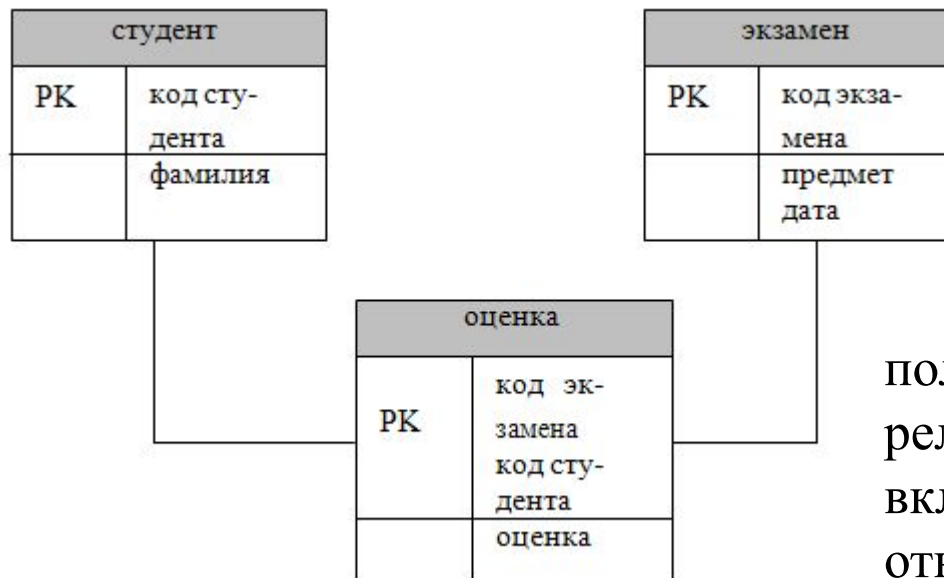 студент
PK
код сту-
дента
фамилия
экзамен
PK
код экза-
мена
предмет
дата
оценка
PK
код эк-
замена
код сту-
дента
оценка